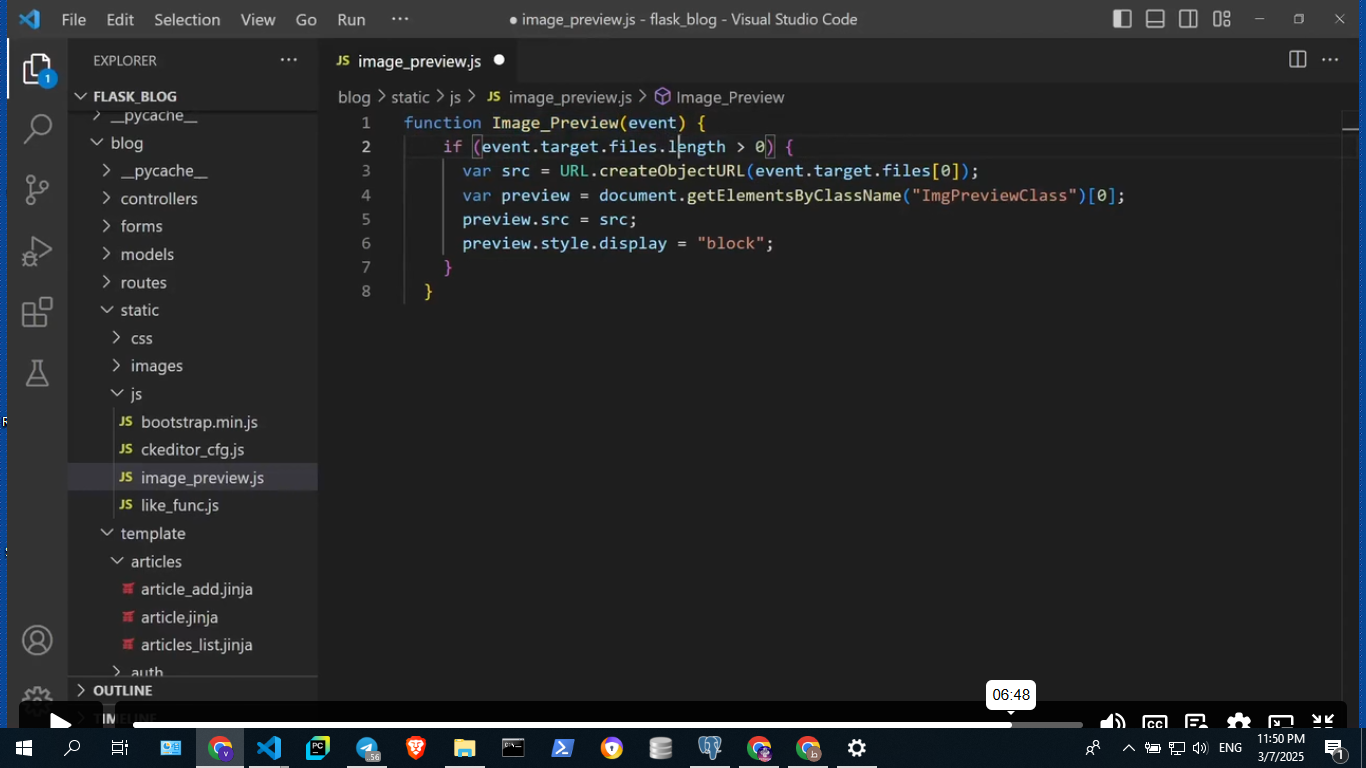 File Edit Selection View Go Run ··· ● image_preview.js - flask_blog - Visual Studio Code
EXPLORER ···
JS image_preview.js ●
1
FLASK_BLOG
blog > static > js > JS image_preview.js > Image_Preview
__pycache__
blog
__pycache__
controllers
forms
models
routes
static
css
images
js
JS bootstrap.min.js
JS ckeditor_cfg.js
JS image_preview.js
JS like_func.js
template
articles
article_add.jinja
article.jinja
articles_list.jinja
auth
OUTLINE
TIMELINE
1 function Image_Preview(event) {
2 if (event.target.files.length > 0) {
3 var src = URL.createObjectURL(event.target.files[0]);
4 var preview = document.getElementsByClassName("ImgPreviewClass")[0];
5 preview.src = src;
6 preview.style.display = "block";
7 }
8 }
06:48
CC
PC
56
v
b
ENG
11:50 PM
3/7/2025
1